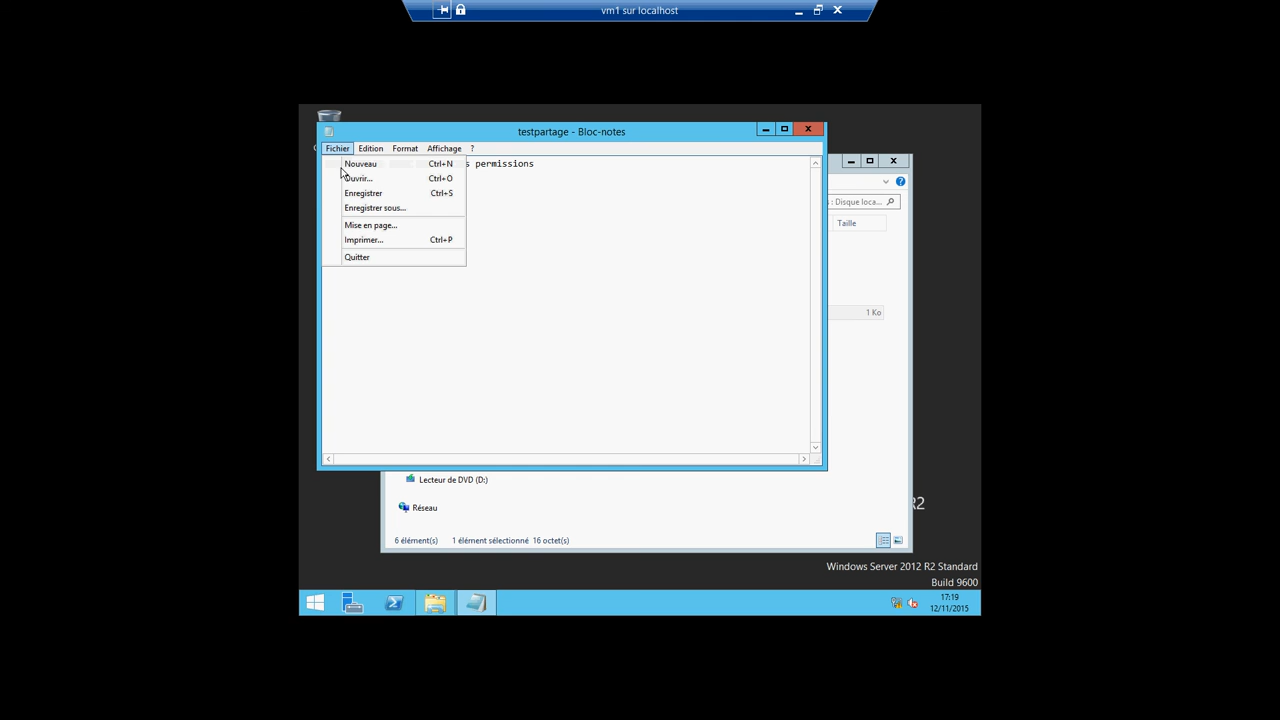 vm1 sur localhost
testpartage - Bloc-notes
Fichier Edition Format Affichage ?
Nouveau Ctrl+N
permissions
Ouvrir... Ctrl+O
Enregistrer Ctrl+S
Enregistrer sous...
Mise en page...
Imprimer... Ctrl+P
Quitter
: Disque loca...
Taille
1 Ko
Lecteur de DVD (D:)
Réseau
6 élément(s) 1 élément sélectionné 16 octet(s)
R2
Windows Server 2012 R2 Standard
Build 9600
17:19
12/11/2015